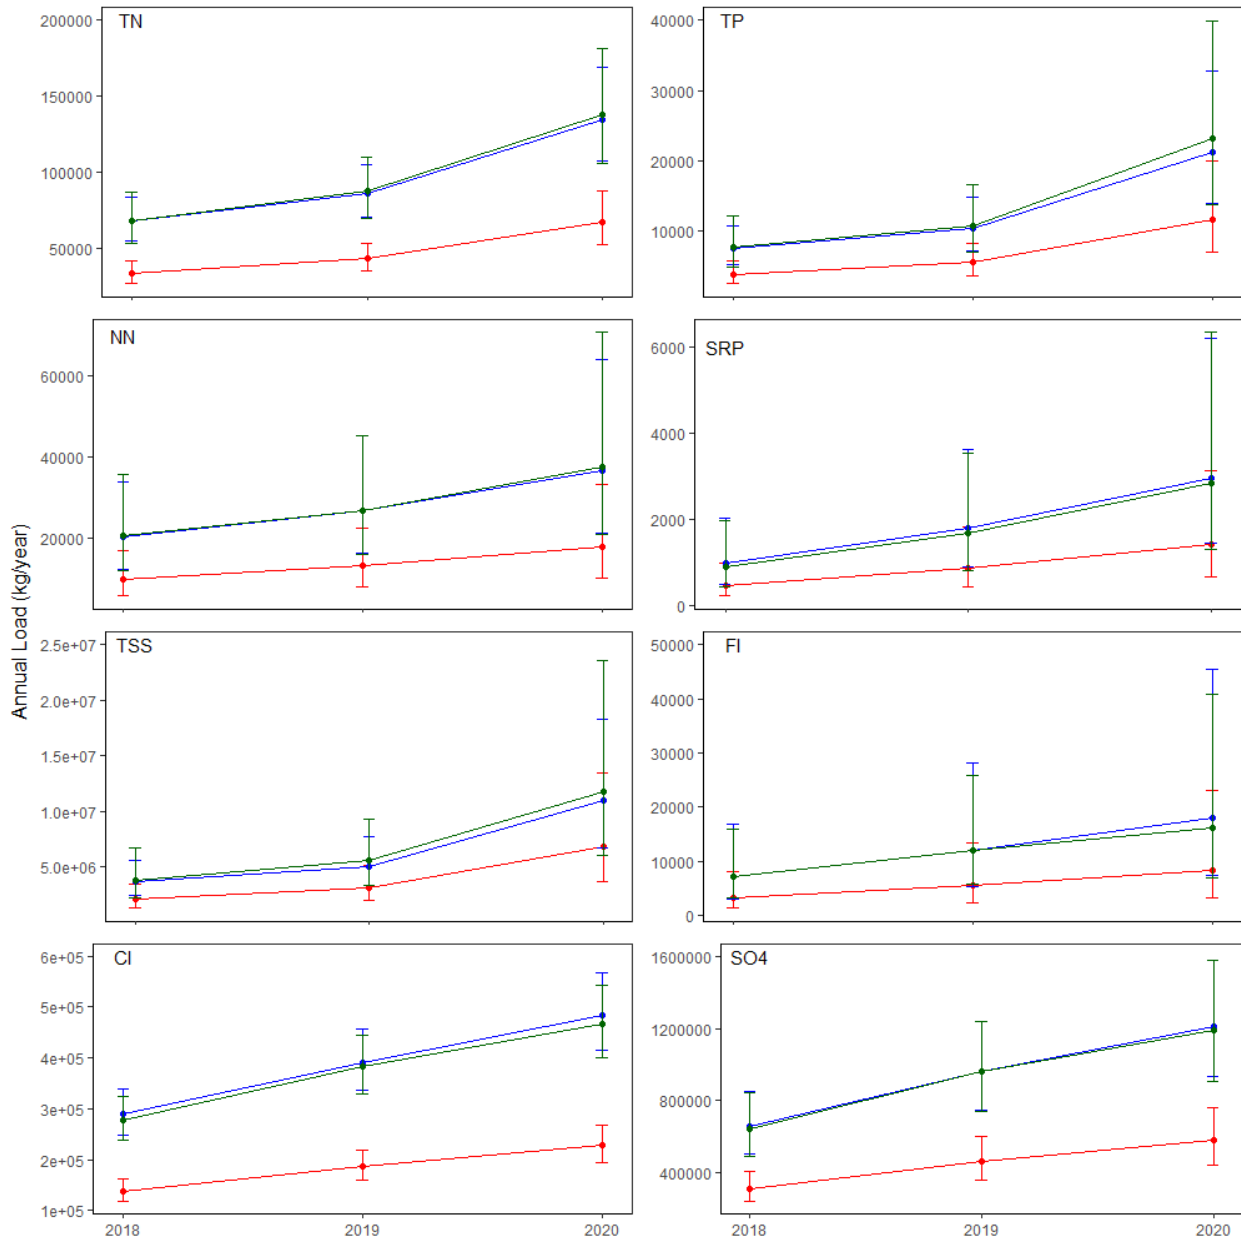 Annual Load (kg/year)
TN
200000
150000
100000
50000
TP
40000
30000
20000
10000
NN
60000
40000
20000
SRP
6000
4000
2000
0
TSS
2.5e+07
2.0e+07
1.5e+07
1.0e+07
5.0e+06
Fl
50000
40000
30000
20000
10000
0
Cl
6e+05
5e+05
4e+05
3e+05
2e+05
1e+05
2018 2019 2020
SO4
1600000
1200000
800000
400000
2018 2019 2020